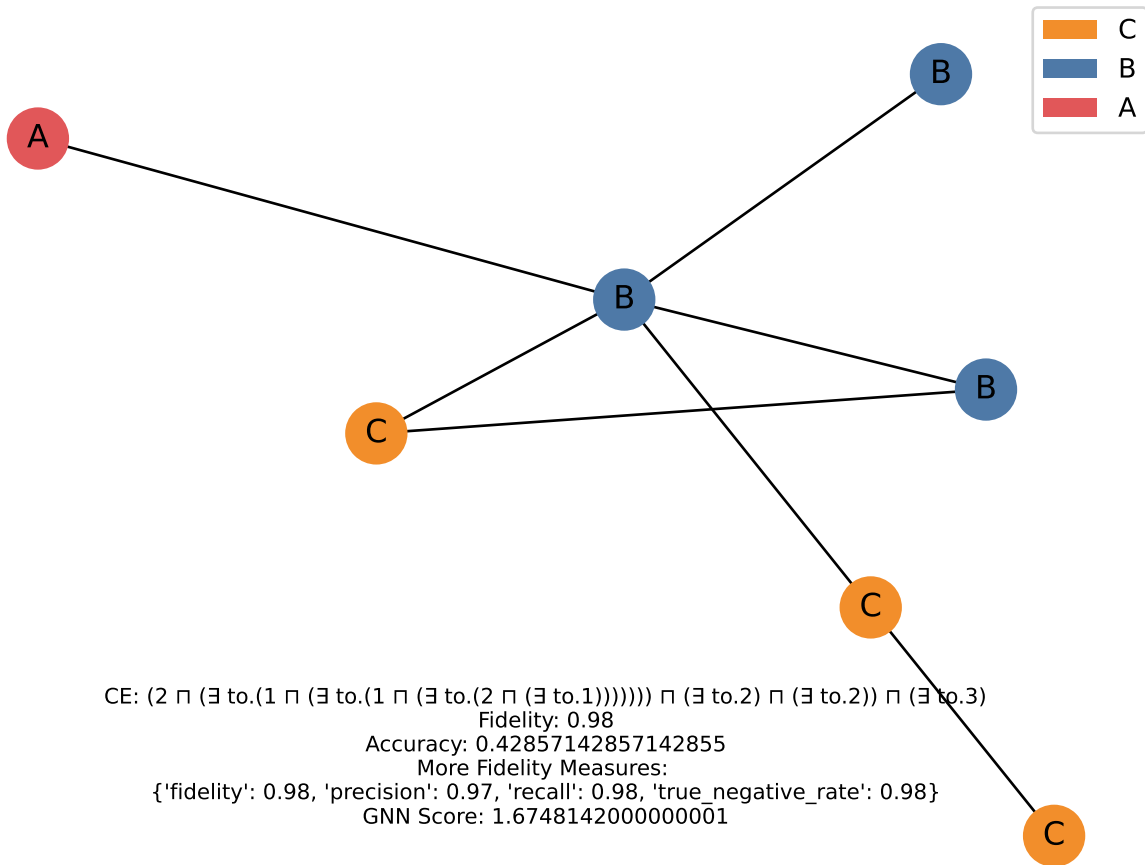 C
B
B
A
A
B
B
C
C
CE: (2 ⊓ (∃ to.(1 ⊓ (∃ to.(1 ⊓ (∃ to.(2 ⊓ (∃ to.1))))))) ⊓ (∃ to.2) ⊓ (∃ to.2)) ⊓ (∃ to.3)
Fidelity: 0.98
Accuracy: 0.42857142857142855
More Fidelity Measures:
{'fidelity': 0.98, 'precision': 0.97, 'recall': 0.98, 'true_negative_rate': 0.98}
GNN Score: 1.6748142000000001
C